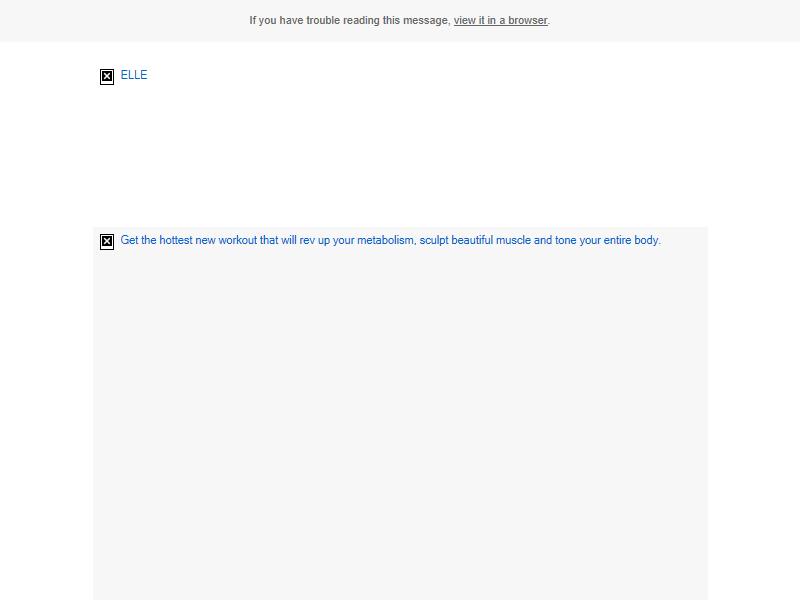 If you have trouble reading this message, view it in a browser.
ELLE
Get the hottest new workout that will rev up your metabolism, sculpt beautiful muscle and tone your entire body.